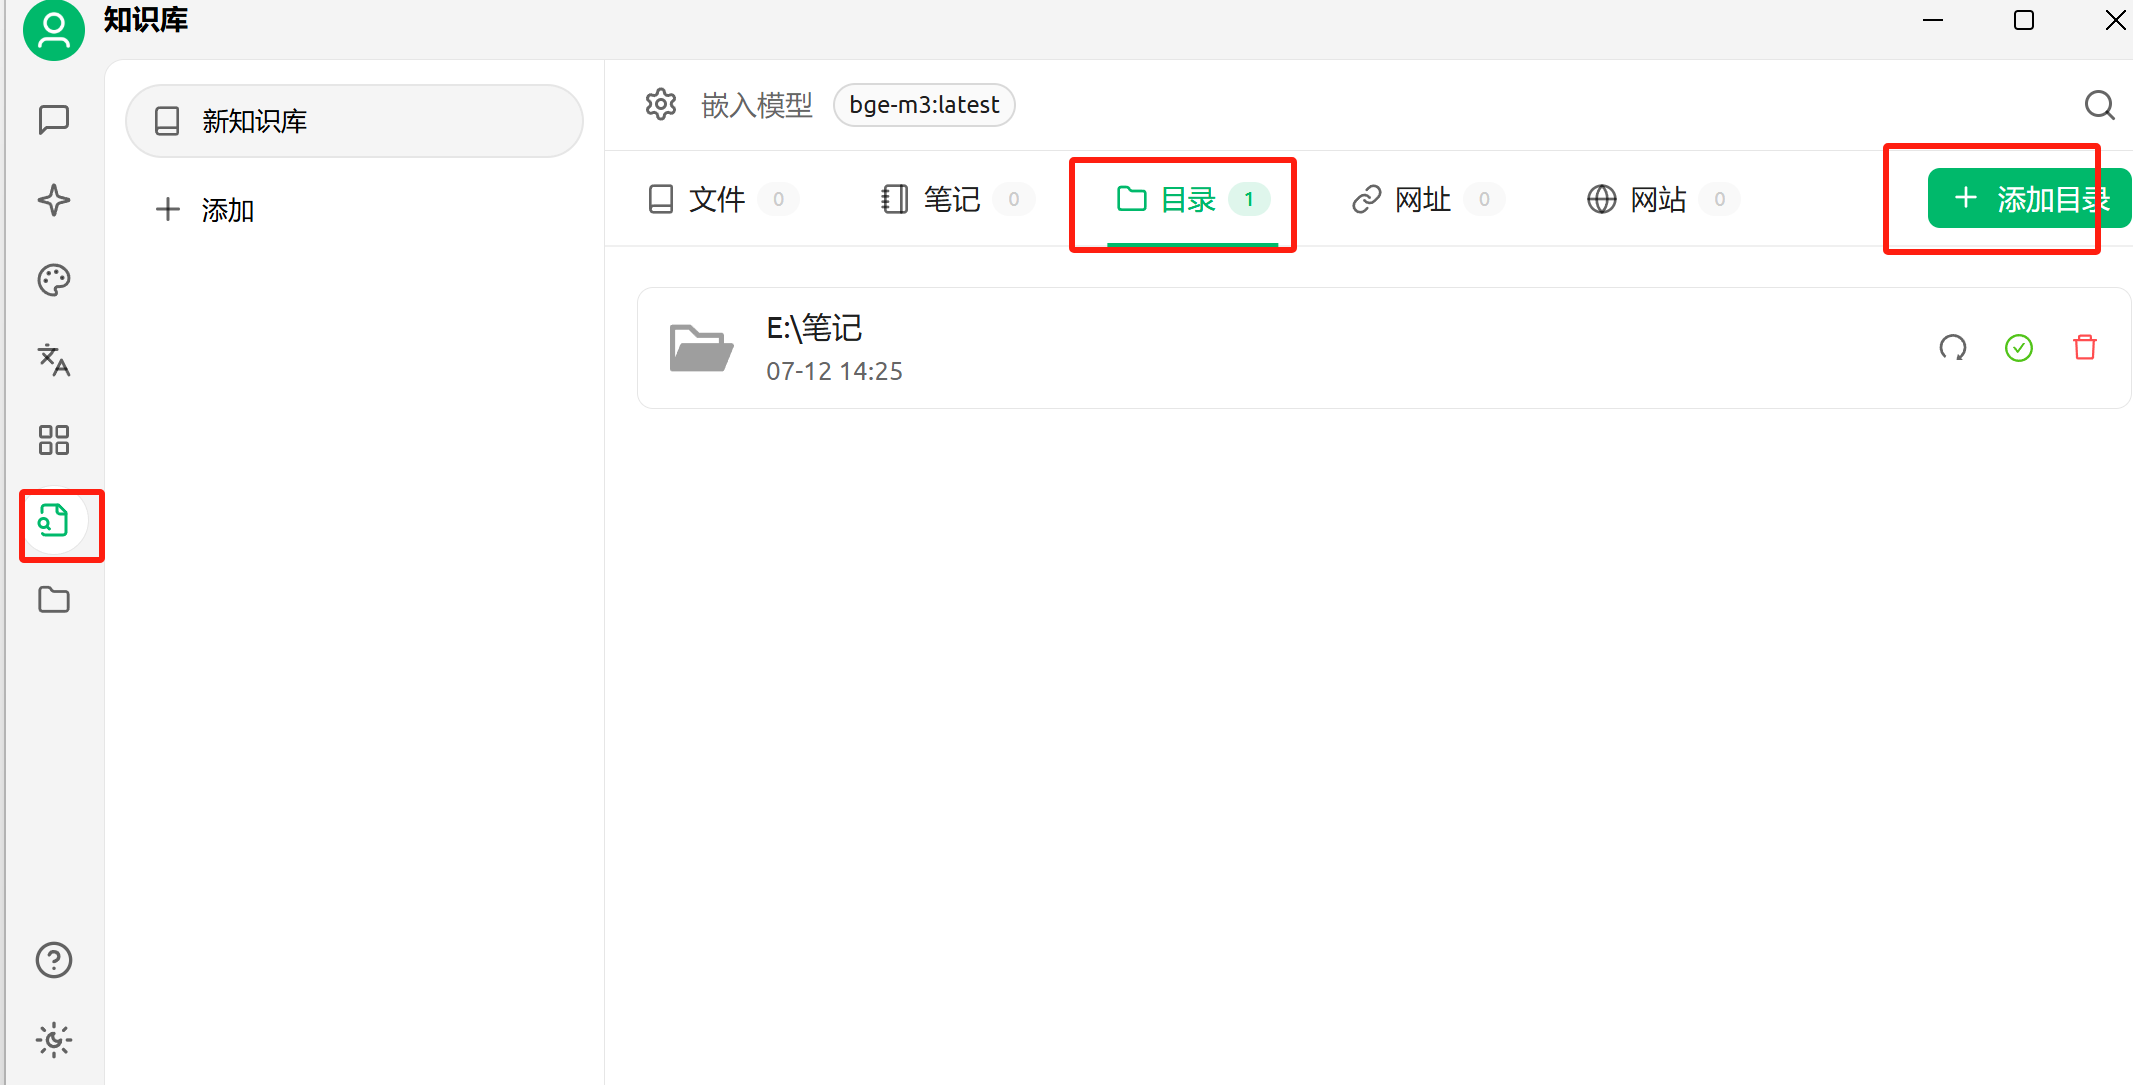 知识库
新知识库
添加
嵌入模型 bge-m3:latest
文件 0 笔记 0 目录 1 网址 0 网站 0 添加目录
E:\笔记
07-12 14:25